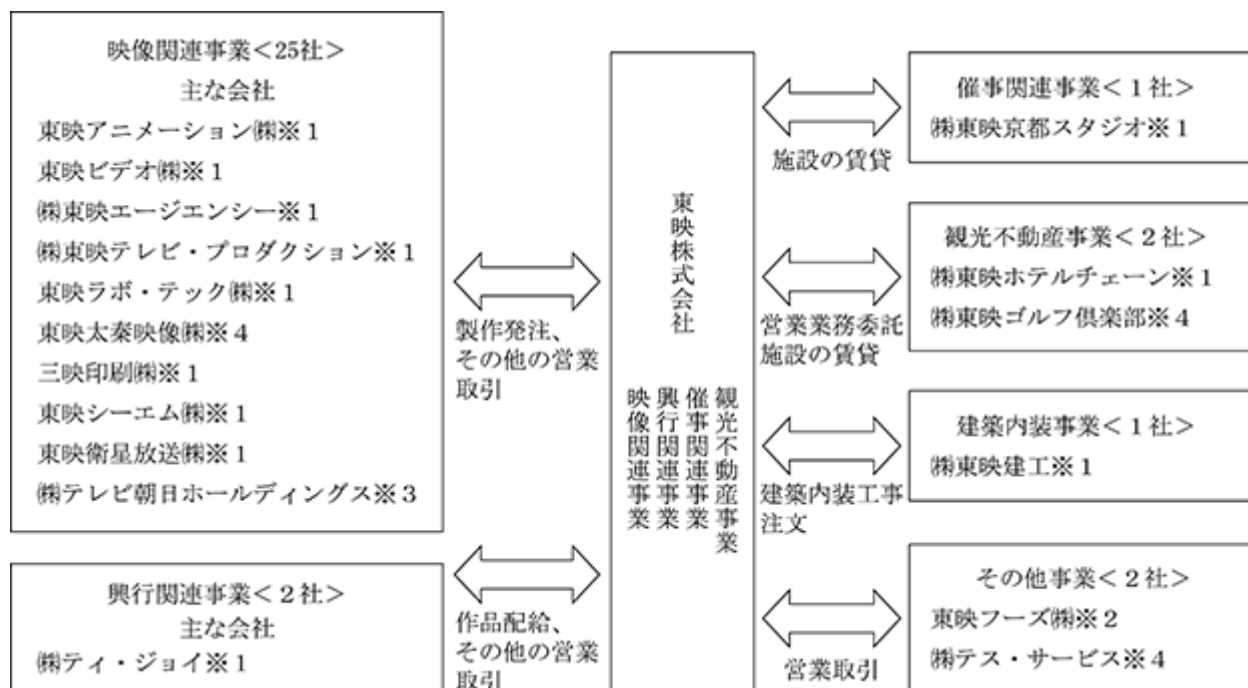 映像関連事業＜25社＞
主な会社
東映アニメーション㈱※１
東映ビデオ㈱※１
㈱東映エージエンシー※１
㈱東映テレビ・プロダクション※１
東映ラボ・テック㈱※１
東映太秦映像㈱※４
三映印刷㈱※１
東映シーエム㈱※１
東映衛星放送㈱※１
㈱テレビ朝日ホールディングス※３
製作発注、
その他の営業
取引
興行関連事業＜２社＞
主な会社
㈱ティ・ジョイ※１
作品配給、
その他の営業
取引
東映株式会社
観光不動産事業
催事関連事業
興行関連事業
映像関連事業
施設の賃貸
催事関連事業＜１社＞
㈱東映京都スタジオ※１
営業業務委託
施設の賃貸
観光不動産事業＜２社＞
㈱東映ホテルチェーン※１
㈱東映ゴルフ倶楽部※４
建築内装工事
注文
建築内装事業＜１社＞
㈱東映建工※１
営業取引
その他事業＜２社＞
東映フーズ㈱※２
㈱テス・サービス※４